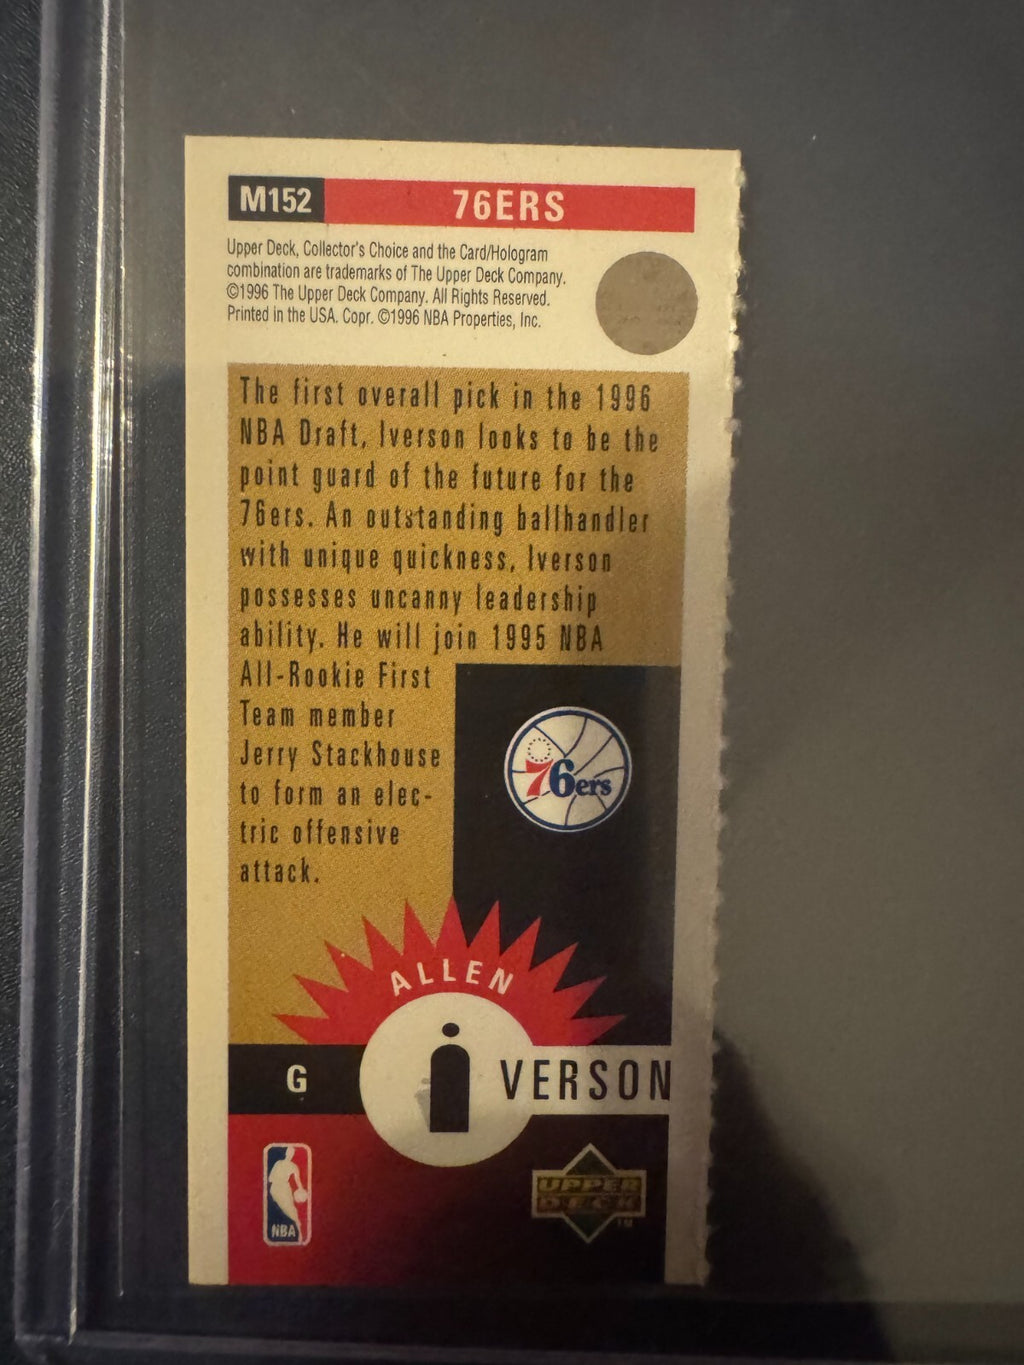 M152 76ERS
Upper Deck, Collector's Choice and the Card/Hologram
combination are trademarks of The Upper Deck Company.
©1996 The Upper Deck Company. All Rights Reserved.
Printed in the USA. Copr. ©1996 NBA Properties, Inc.
The first overall pick in the 1996
NBA Draft, Iverson looks to be the
point guard of the future for the
76ers. An outstanding ballhandler
with unique quickness, Iverson
possesses uncanny leadership
ability. He will join 1995 NBA
All-Rookie First
Team member
Jerry Stackhouse
to form an elec-
tric offensive
attack.
76ers
ALLEN
G iVERSON
NBA
UPPER
DECK
TM